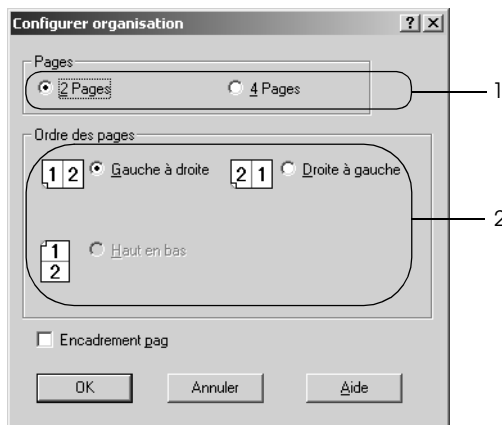 Configurer organisation ? ×
Pages
2 Pages 4 Pages
1
Ordre des pages
1 2 Gauche à droite 2 1 Droite à gauche
2
1
2 Haut en bas
Encadrement pag
OK Annuler Aide